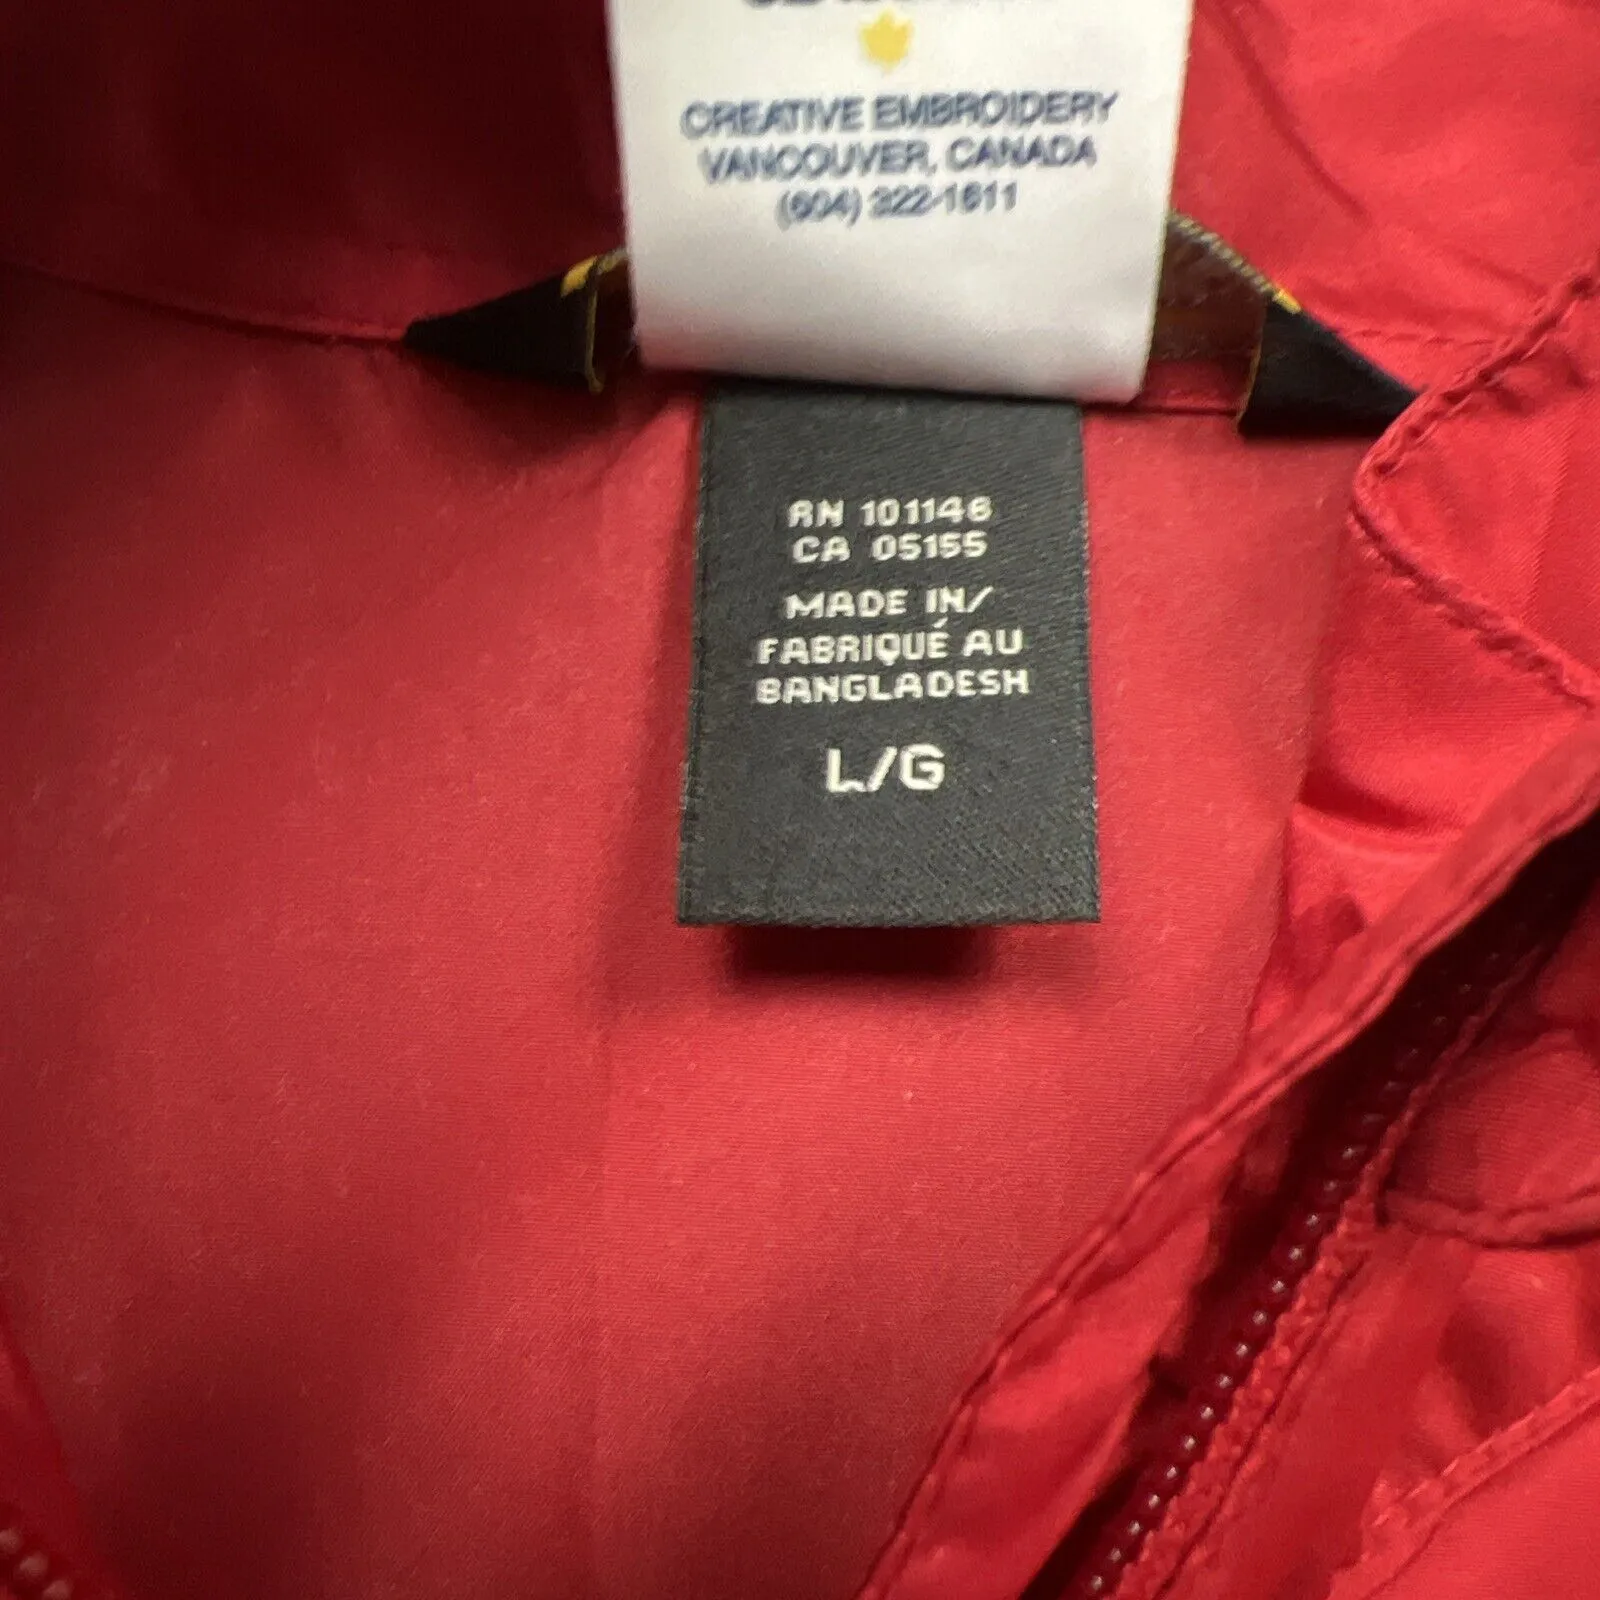 CREATIVE EMBROIDERY
VANCOUVER, CANADA
(604) 322-1611
RN 101146
CA 05155
MADE IN/
FABRIQUÉ AU
BANGLADESH
L/G